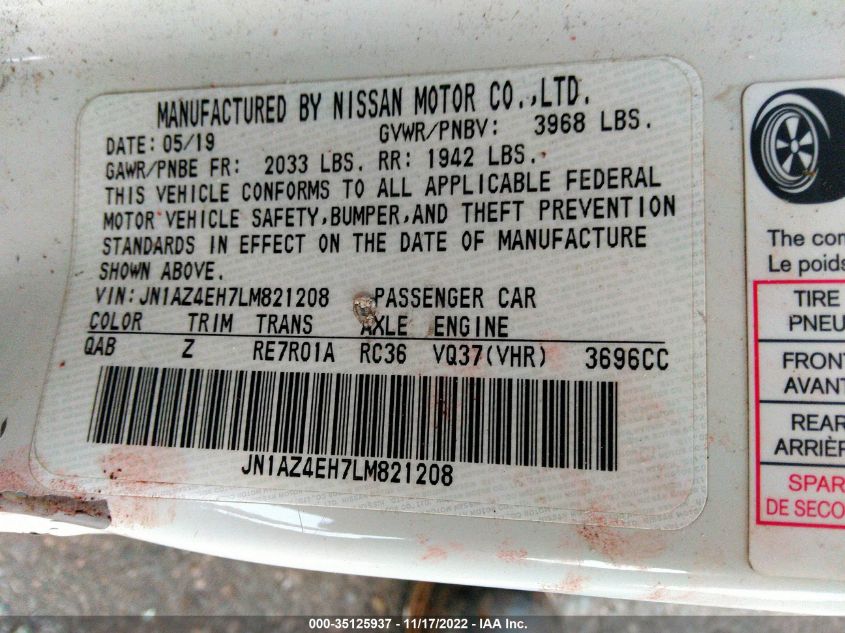 MANUFACTURED BY NISSAN MOTOR CO.,LTD.
DATE:05/19 GVWR/PNBV: 3968 LBS.
GAWR/PNBE FR: 2033 LBS. RR: 1942 LBS.
THIS VEHICLE CONFORMS TO ALL APPLICABLE FEDERAL
MOTOR VEHICLE SAFETY,BUMPER,AND THEFT PREVENTION
STANDARDS IN EFFECT ON THE DATE OF MANUFACTURE
SHOWN ABOVE.
VIN:JN1AZ4EH7LM821208 PASSENGER CAR
COLOR TRIM TRANS AXLE ENGINE
QAB Z RE7R01A RC36 VQ37(VHR) 3696CC
JN1AZ4EH7LM821208
The com
Le poids
TIRE
PNEU
FRONT
AVANT
REAR
ARRIÈR
SPAR
DE SECO
000-35125937 - 11/17/2022 - IAA Inc.